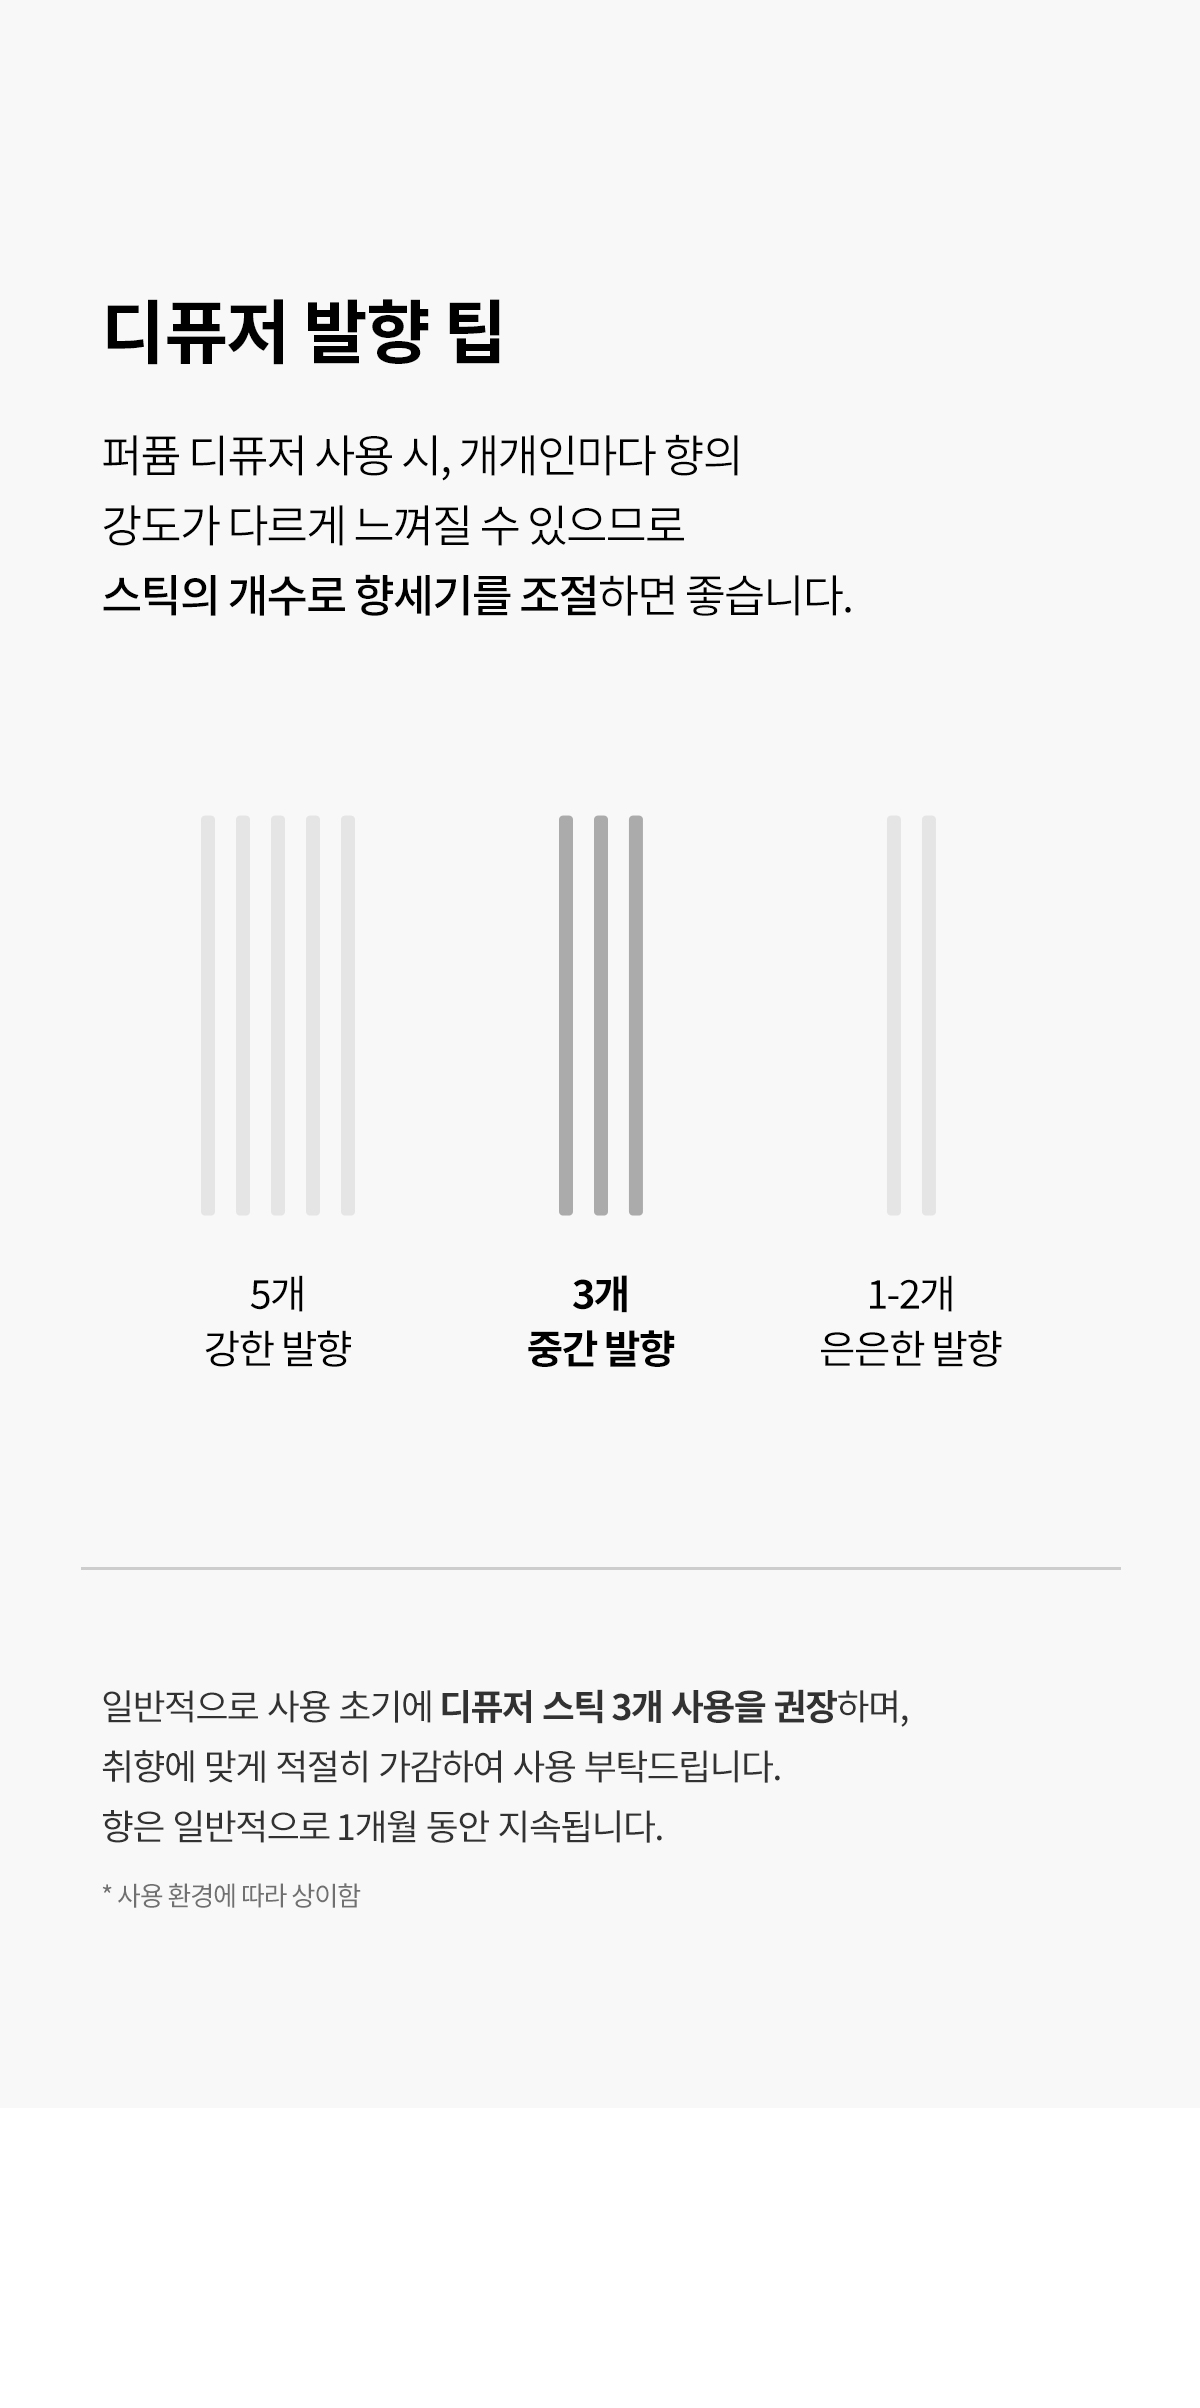 디퓨저 발향 팁
퍼퓸 디퓨저 사용 시, 개개인마다 향의
강도가 다르게 느껴질 수 있으므로
스틱의 개수로 향세기를 조절하면 좋습니다.
5개
강한 발향
3개
중간 발향
1-2개
은은한 발향
일반적으로 사용 초기에 디퓨저 스틱 3개 사용을 권장하며,
취향에 맞게 적절히 가감하여 사용 부탁드립니다.
향은 일반적으로 1개월 동안 지속됩니다.
* 사용 환경에 따라 상이함